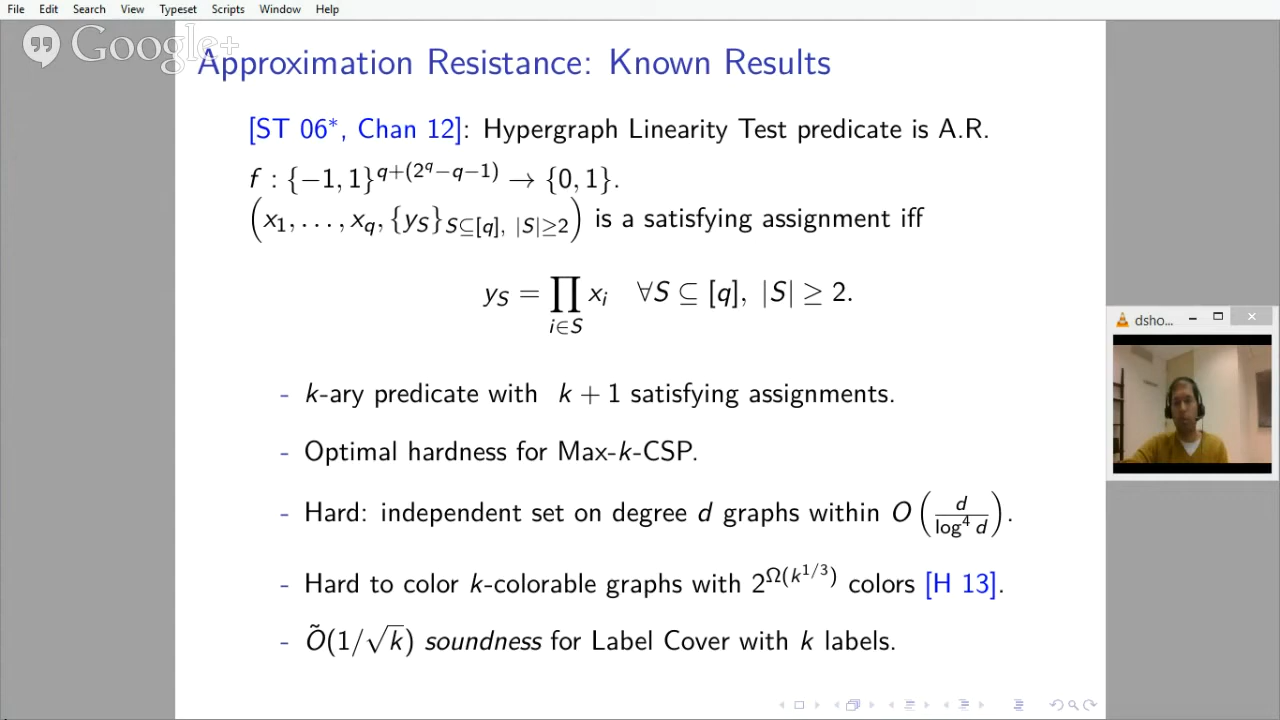 File Edit Search View Typeset Scripts Window Help
Google+
Approximation Resistance: Known Results
[ST 06*, Chan 12]: Hypergraph Linearity Test predicate is A.R.
f : {−1, 1}^{q+(2^q−q−1)} → {0, 1}.
(x_1, . . . , x_q, {y_S}_{S⊆[q], |S|≥2}) is a satisfying assignment iff
y_S = ∏_{i∈S} x_i ∀S ⊆ [q], |S| ≥ 2.
- k-ary predicate with k + 1 satisfying assignments.
- Optimal hardness for Max-k-CSP.
- Hard: independent set on degree d graphs within O(d/log^4 d).
- Hard to color k-colorable graphs with 2^{Ω(k^{1/3})} colors [H 13].
- Õ(1/√k) soundness for Label Cover with k labels.
dsho...